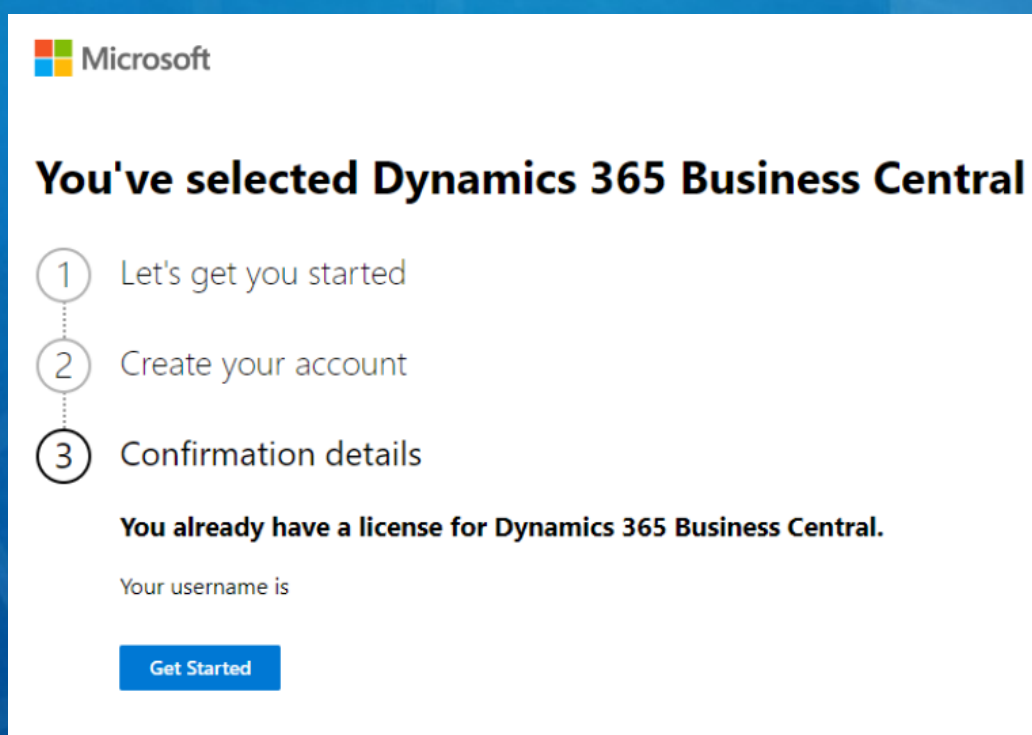 Microsoft
You've selected Dynamics 365 Business Central
1 Let's get you started
2 Create your account
3 Confirmation details
You already have a license for Dynamics 365 Business Central.
Your username is
Get Started